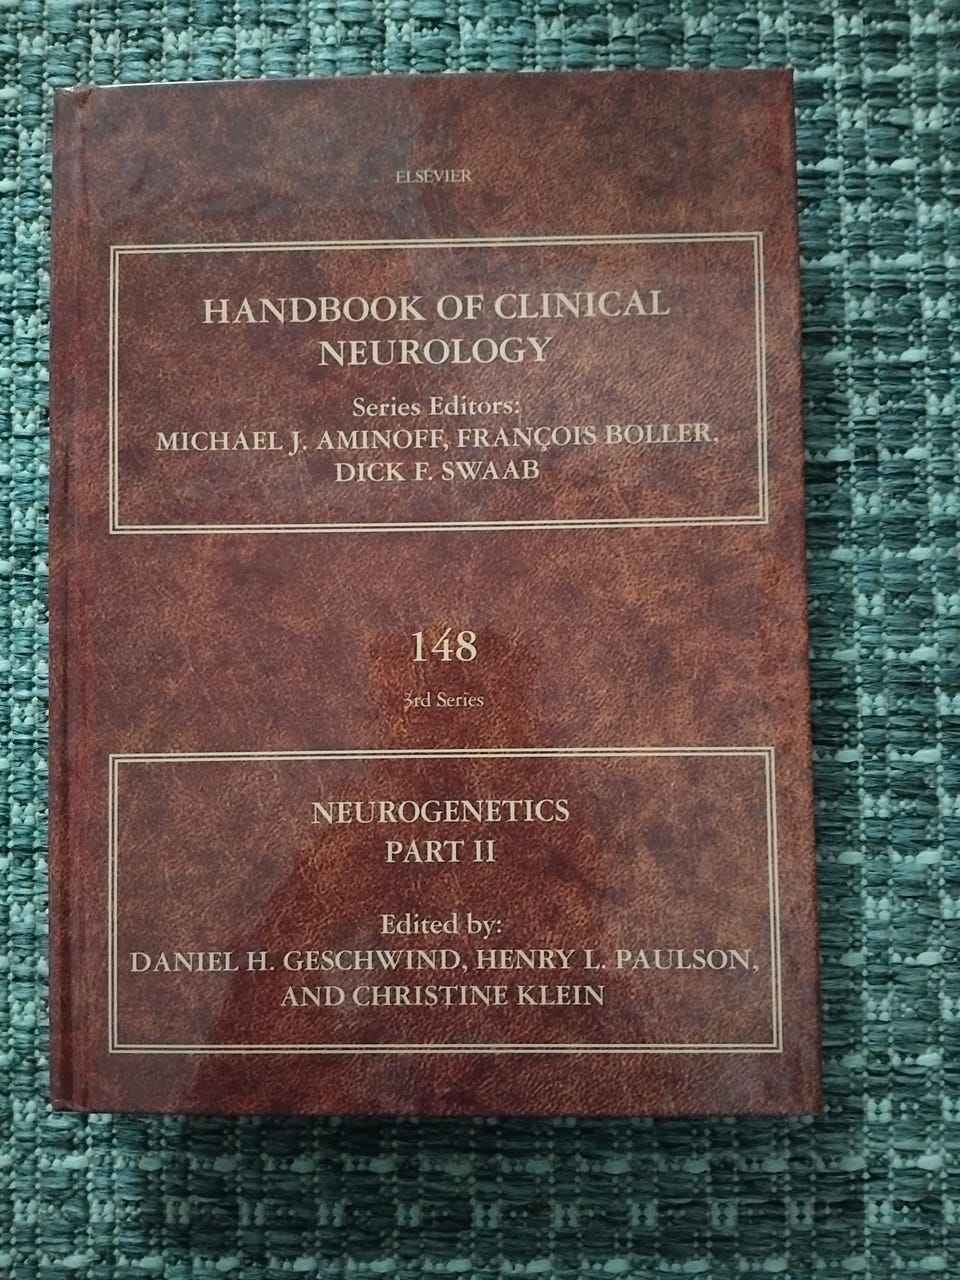 ELSEVIER
HANDBOOK OF CLINICAL
NEUROLOGY
Series Editors:
MICHAEL J. AMINOFF, FRANÇOIS BOLLER,
DICK F. SWAAB
148
3rd Series
NEUROGENETICS
PART II
Edited by:
DANIEL H. GESCHWIND, HENRY L. PAULSON,
AND CHRISTINE KLEIN